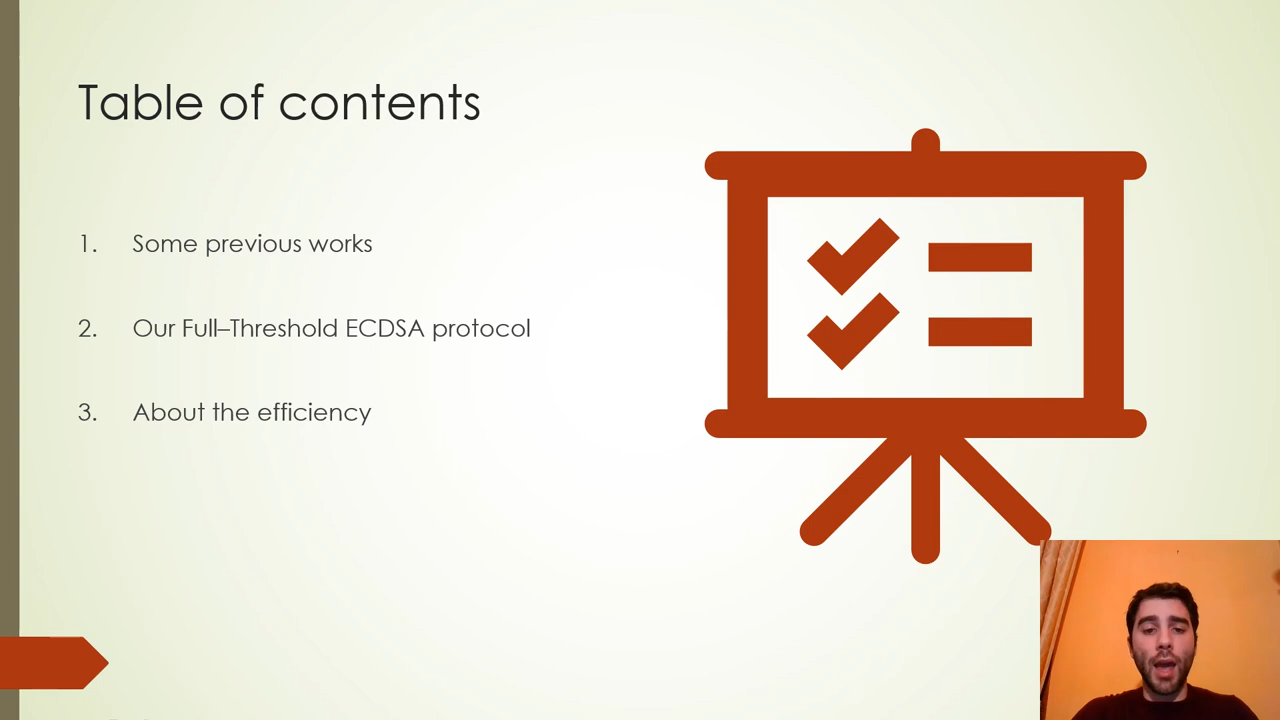 Table of contents
1. Some previous works
2. Our Full–Threshold ECDSA protocol
3. About the efficiency